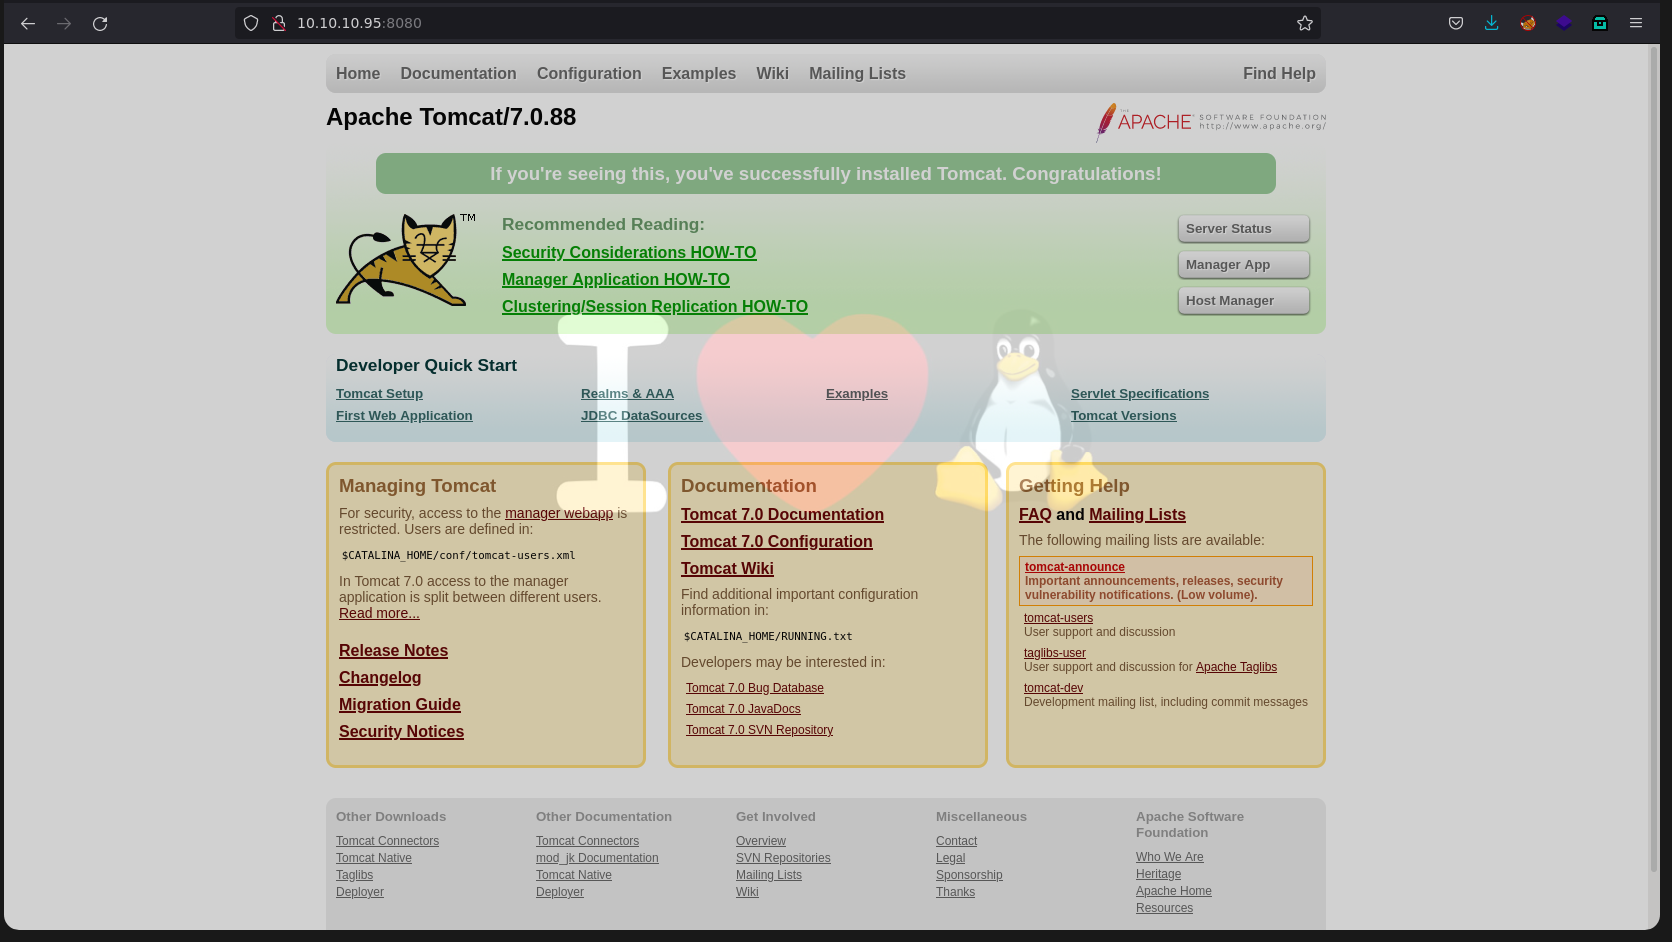 10.10.10.95:8080
Home Documentation Configuration Examples Wiki Mailing Lists Find Help
Apache Tomcat/7.0.88
THE APACHE SOFTWARE FOUNDATION
http://www.apache.org/
If you're seeing this, you've successfully installed Tomcat. Congratulations!
TM
Recommended Reading:
Security Considerations HOW-TO
Manager Application HOW-TO
Clustering/Session Replication HOW-TO
Server Status
Manager App
Host Manager
I
Developer Quick Start
Tomcat Setup
First Web Application
Realms & AAA
JDBC DataSources
Examples
Servlet Specifications
Tomcat Versions
Managing Tomcat
For security, access to the manager webapp is
restricted. Users are defined in:
$CATALINA_HOME/conf/tomcat-users.xml
In Tomcat 7.0 access to the manager
application is split between different users.
Read more...
Release Notes
Changelog
Migration Guide
Security Notices
Documentation
Tomcat 7.0 Documentation
Tomcat 7.0 Configuration
Tomcat Wiki
Find additional important configuration
information in:
$CATALINA_HOME/RUNNING.txt
Developers may be interested in:
Tomcat 7.0 Bug Database
Tomcat 7.0 JavaDocs
Tomcat 7.0 SVN Repository
Getting Help
FAQ and Mailing Lists
The following mailing lists are available:
tomcat-announce
Important announcements, releases, security
vulnerability notifications. (Low volume).
tomcat-users
User support and discussion
taglibs-user
User support and discussion for Apache Taglibs
tomcat-dev
Development mailing list, including commit messages
Other Downloads
Tomcat Connectors
Tomcat Native
Taglibs
Deployer
Other Documentation
Tomcat Connectors
mod_jk Documentation
Tomcat Native
Deployer
Get Involved
Overview
SVN Repositories
Mailing Lists
Wiki
Miscellaneous
Contact
Legal
Sponsorship
Thanks
Apache Software
Foundation
Who We Are
Heritage
Apache Home
Resources